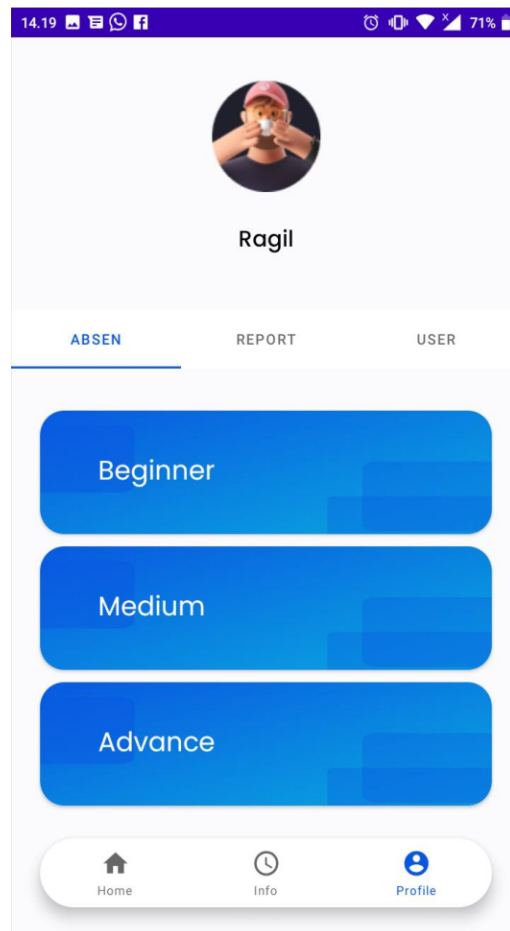 14.19 71%
Ragil
ABSEN REPORT USER
Beginner
Medium
Advance
Home Info Profile